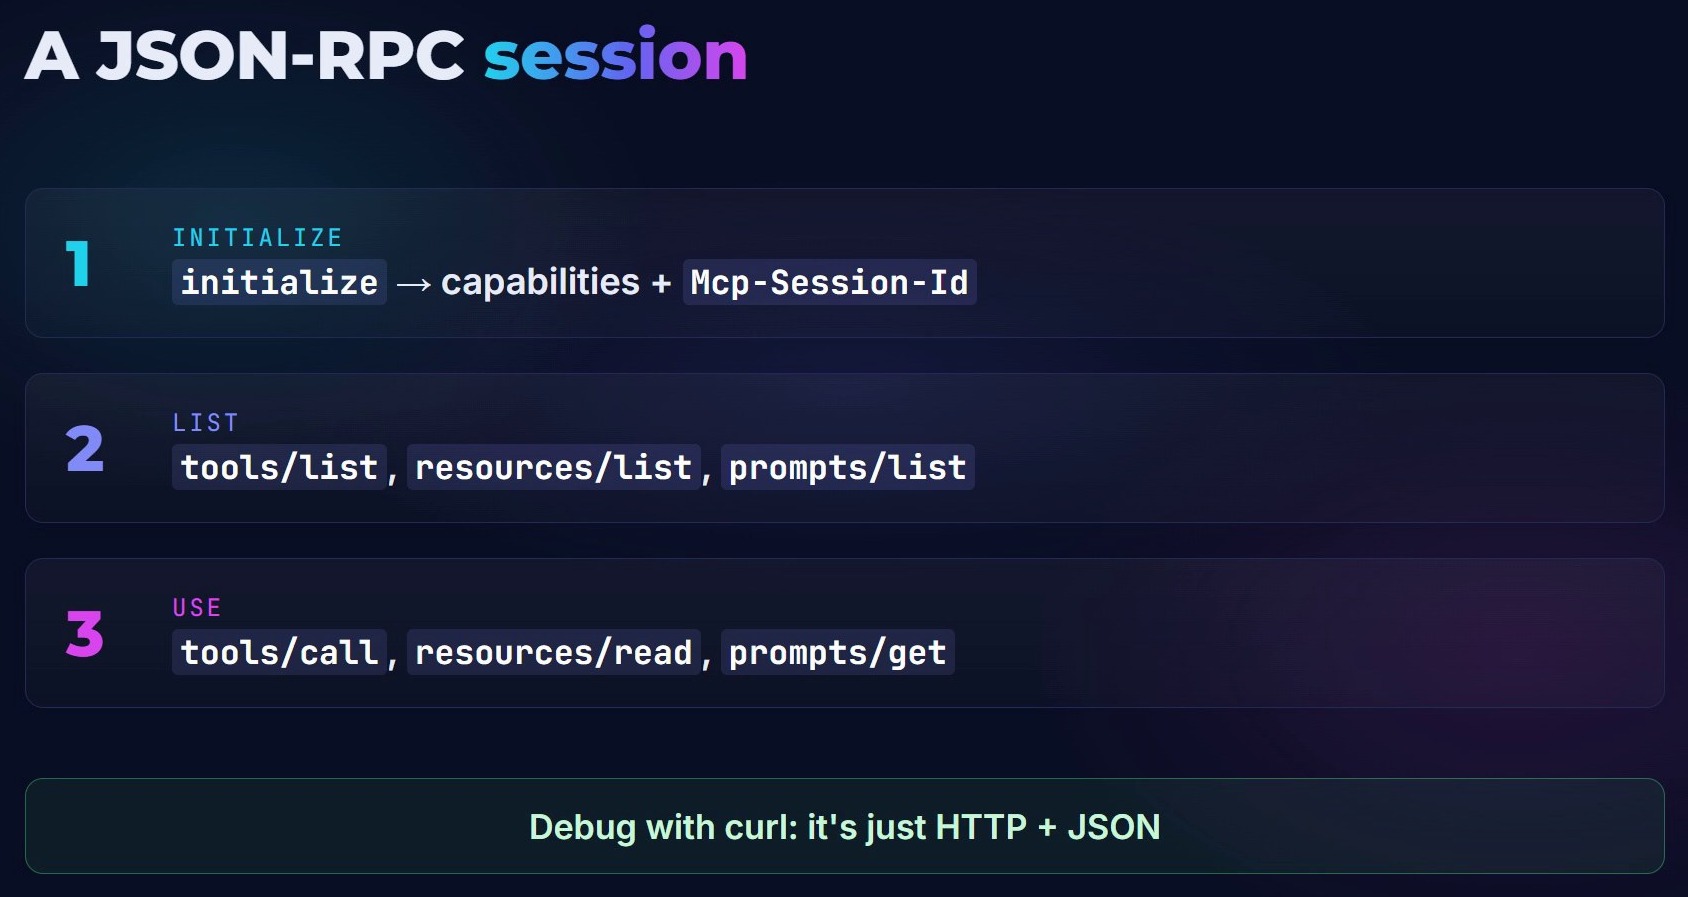 A JSON-RPC session
1
INITIALIZE
initialize → capabilities + Mcp-Session-Id
2
LIST
tools/list, resources/list, prompts/list
3
USE
tools/call, resources/read, prompts/get
Debug with curl: it's just HTTP + JSON